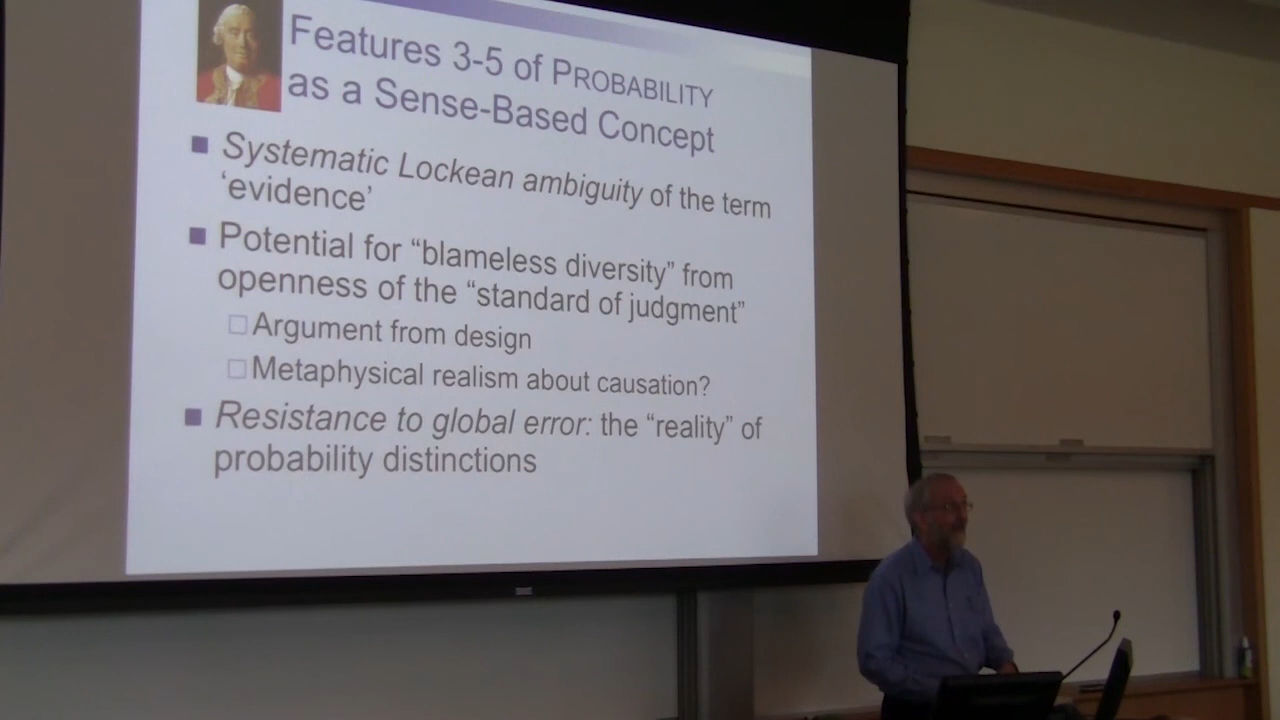 Features 3-5 of PROBABILITY
as a Sense-Based Concept
Systematic Lockean ambiguity of the term
‘evidence’
Potential for “blameless diversity” from
openness of the “standard of judgment”
Argument from design
Metaphysical realism about causation?
Resistance to global error: the “reality” of
probability distinctions